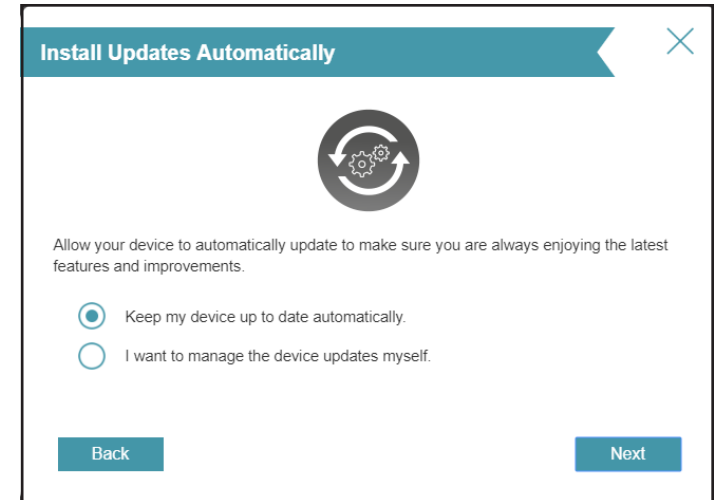 Install Updates Automatically
Allow your device to automatically update to make sure you are always enjoying the latest
features and improvements.
Keep my device up to date automatically.
I want to manage the device updates myself.
Back
Next